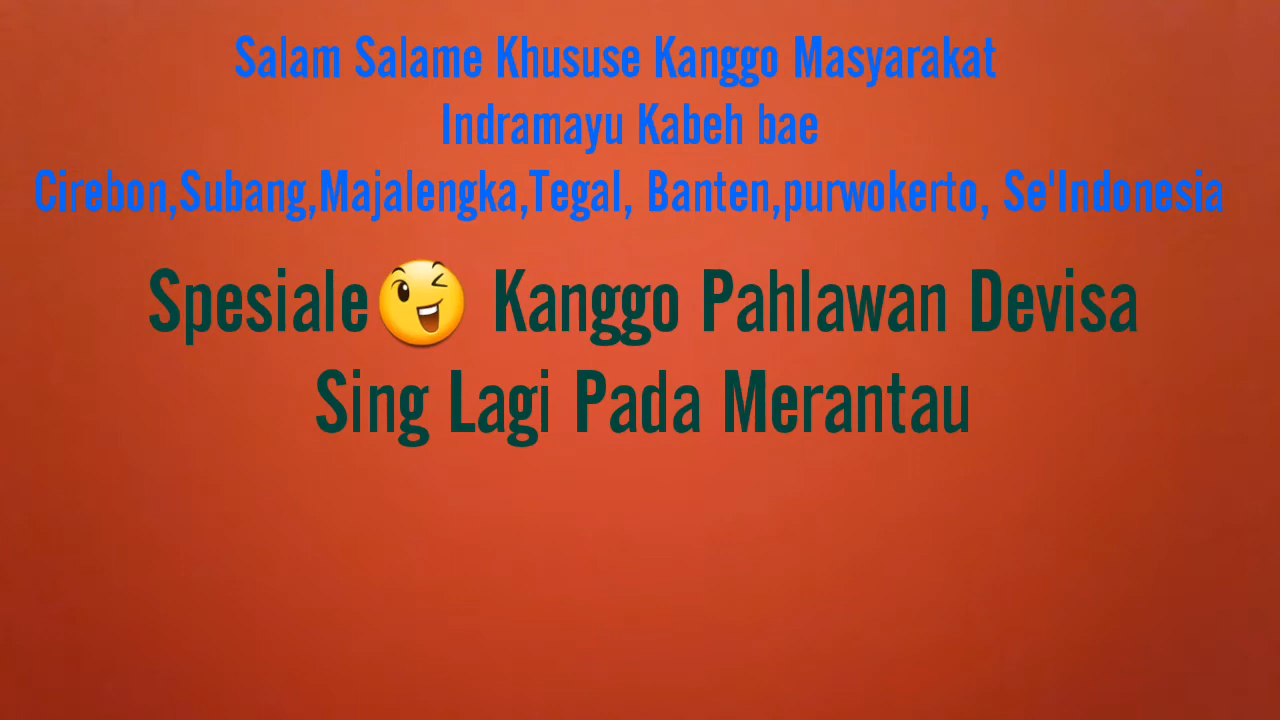 Salam Salame Khususe Kanggo Masyarakat
Indramayu Kabeh bae
Cirebon,Subang,Majalengka,Tegal, Banten,purwokerto, Se'Indonesia
Spesiale😉 Kanggo Pahlawan Devisa
Sing Lagi Pada Merantau